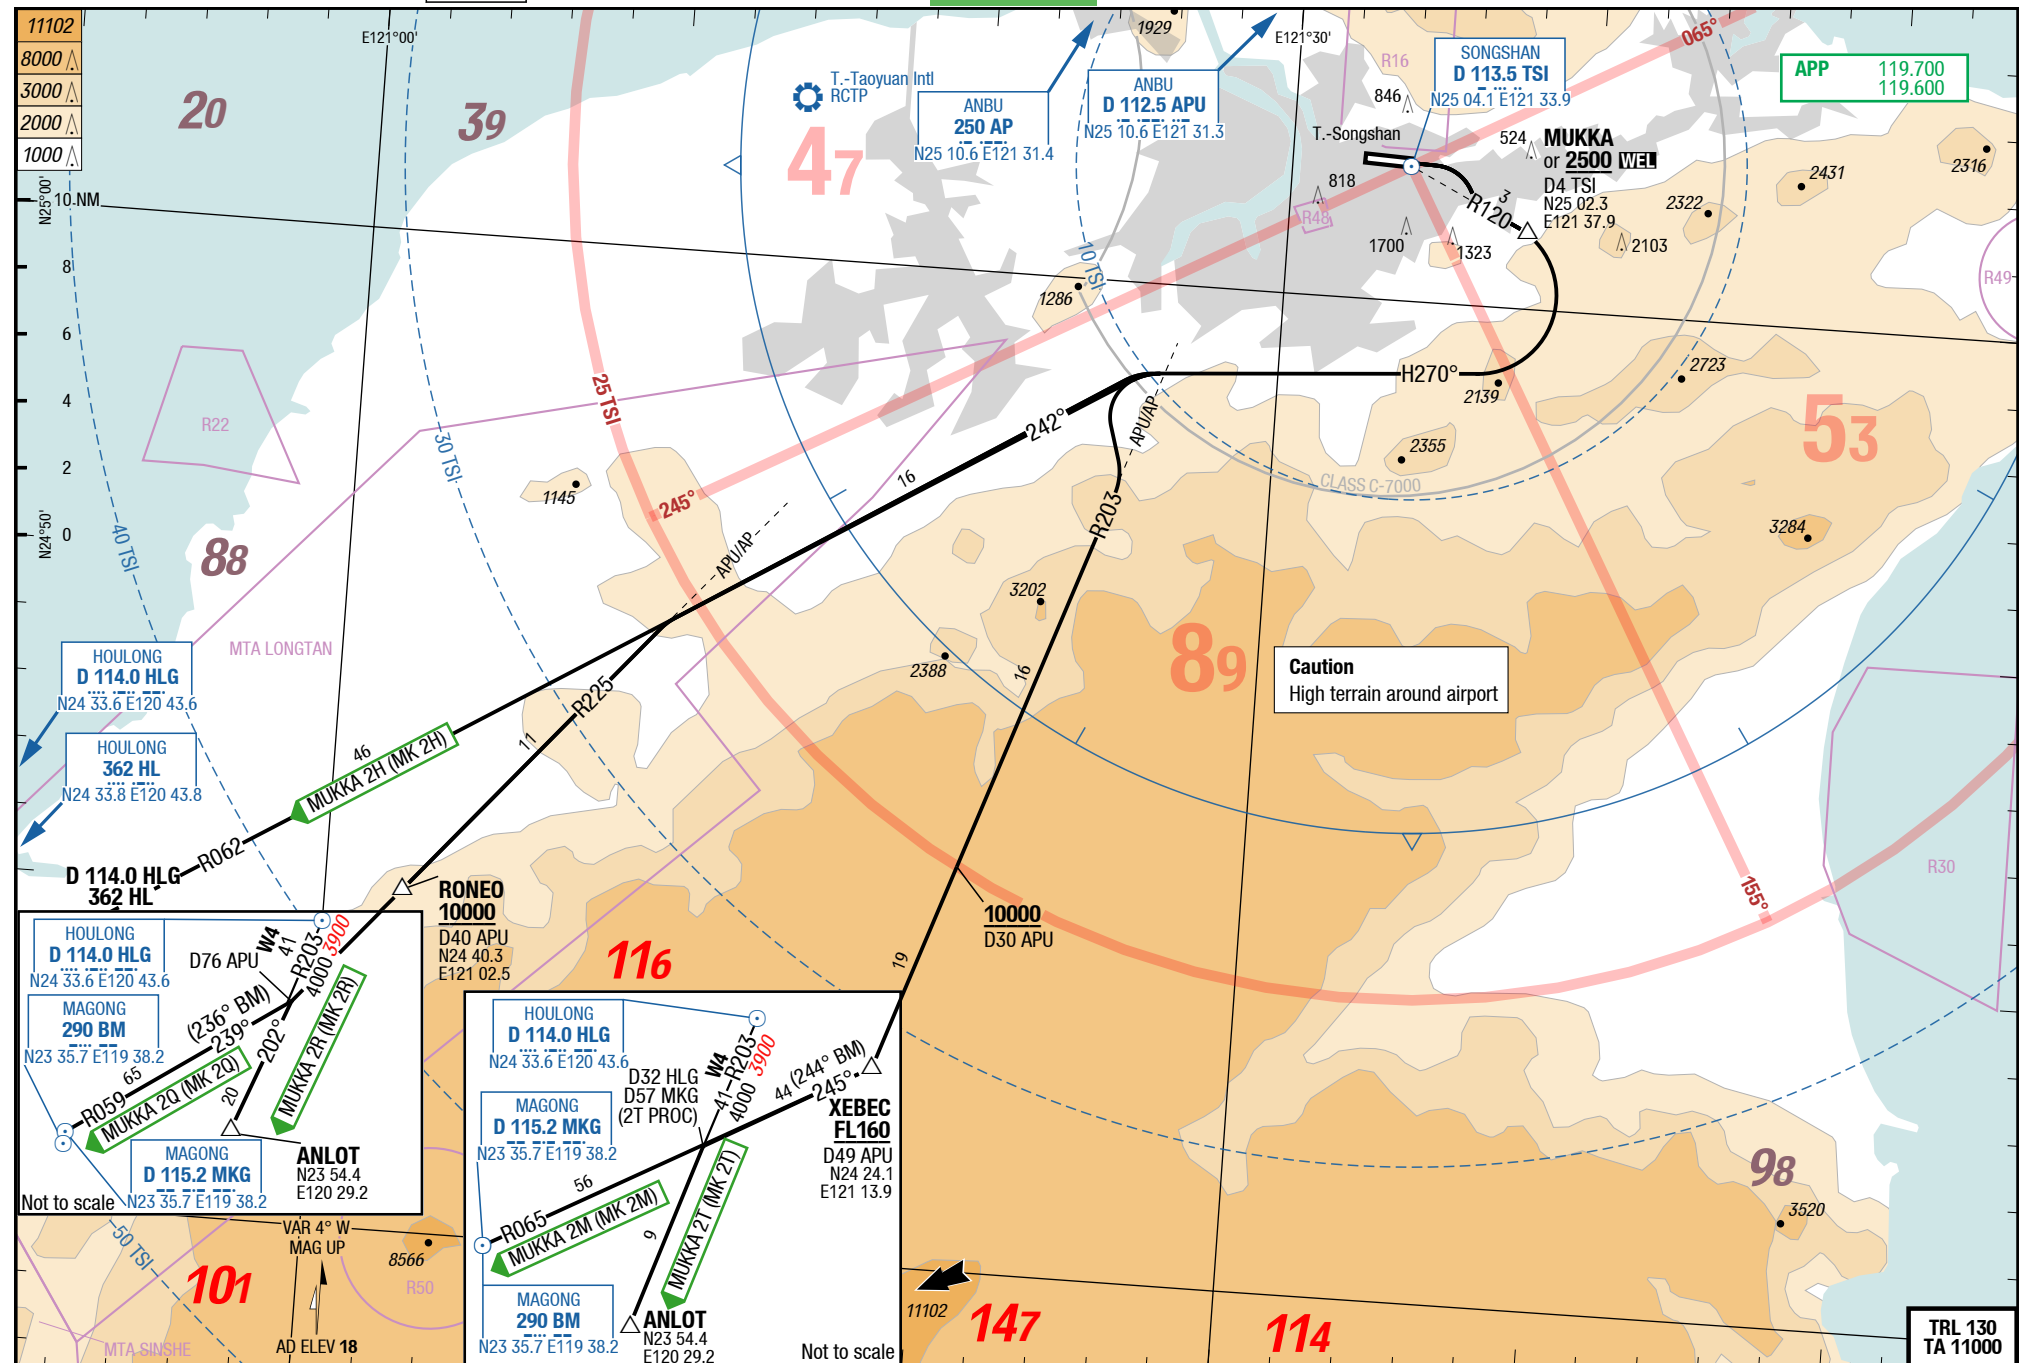 11102
8000
3000
2000
1000
E121°00'
20
39
T.-Taoyuan Intl
RCTP
47
1929
ANBU
250 AP
N25 10.6 E121 31.4
ANBU
D 112.5 APU
N25 10.6 E121 31.3
E121°30'
R16
846
SONGSHAN
D 113.5 TSI
N25 04.1 E121 33.9
065°
APP 119.700
119.600
T.-Songshan
524
MUKKA
or 2500 WEL
D4 TSI
N25 02.3
E121 37.9
818
R48
1700
1323
3
R120
2322
2431
2103
2316
R49
N25°00'
10 NM
8
6
4
2
0
N24°50'
R22
88
40 TSI
30 TSI
25 TSI
10 TSI
1286
1145
245°
242°
16
APU/AP
APU/AP
H270°
2139
2723
2355
CLASS C-7000
53
3284
R203
3202
2388
16
89
Caution
High terrain around airport
MTA LONGTAN
HOULONG
D 114.0 HLG
N24 33.6 E120 43.6
HOULONG
362 HL
N24 33.8 E120 43.8
R225
11
46
MUKKA 2H (MK 2H)
R062
D 114.0 HLG
362 HL
RONEO
10000
D40 APU
N24 40.3
E121 02.5
116
10000
D30 APU
19
155°
R30
HOULONG
D 114.0 HLG
N24 33.6 E120 43.6
D76 APU
W4
41
R203
4000
3900
MAGONG
290 BM
N23 35.7 E119 38.2
(236° BM)
239°
202°
65
R059
MUKKA 2Q (MK 2Q)
20
MUKKA 2R (MK 2R)
MAGONG
D 115.2 MKG
N23 35.7 E119 38.2
ANLOT
N23 54.4
E120 29.2
Not to scale
HOULONG
D 114.0 HLG
N24 33.6 E120 43.6
D32 HLG
D57 MKG
(2T PROC)
W4
41
R203
4000
3900
44
(244° BM)
245°
XEBEC
FL160
D49 APU
N24 24.1
E121 13.9
MAGONG
D 115.2 MKG
N23 35.7 E119 38.2
56
R065
MUKKA 2M (MK 2M)
9
MUKKA 2T (MK 2T)
MAGONG
290 BM
N23 35.7 E119 38.2
ANLOT
N23 54.4
E120 29.2
Not to scale
50 TSI
VAR 4° W
MAG UP
8566
R50
101
MTA SINSHE
AD ELEV 18
11102
147
114
98
3520
TRL 130
TA 11000